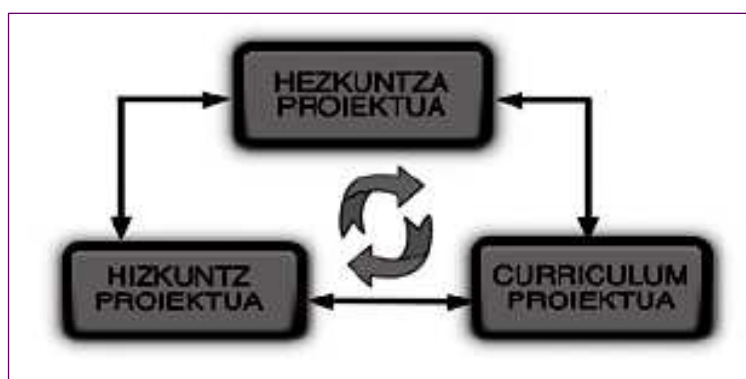 HEZKUNTZA
PROIEKTUA
HIZKUNTZ
PROIEKTUA
CURRICULUM
PROIEKTUA